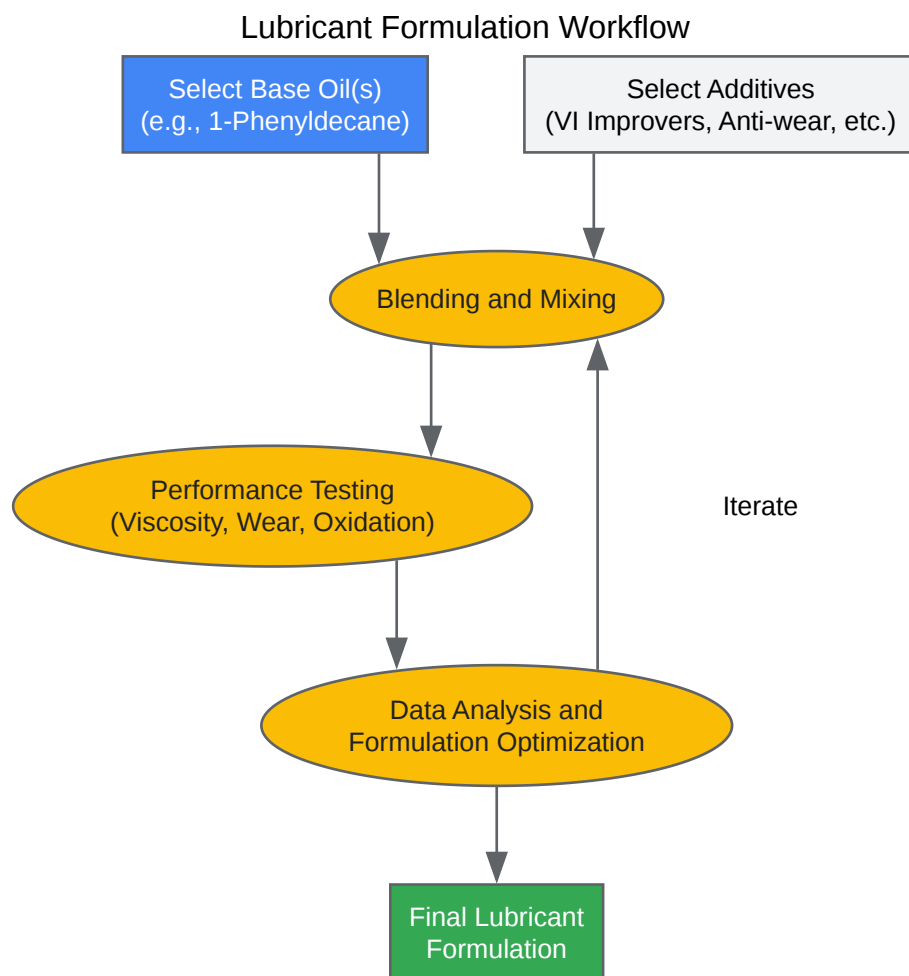 Lubricant Formulation Workflow
Select Base Oil(s)
(e.g., 1-Phenyldecane)
Select Additives
(VI Improvers, Anti-wear, etc.)
Blending and Mixing
Performance Testing
(Viscosity, Wear, Oxidation)
Iterate
Data Analysis and
Formulation Optimization
Final Lubricant
Formulation